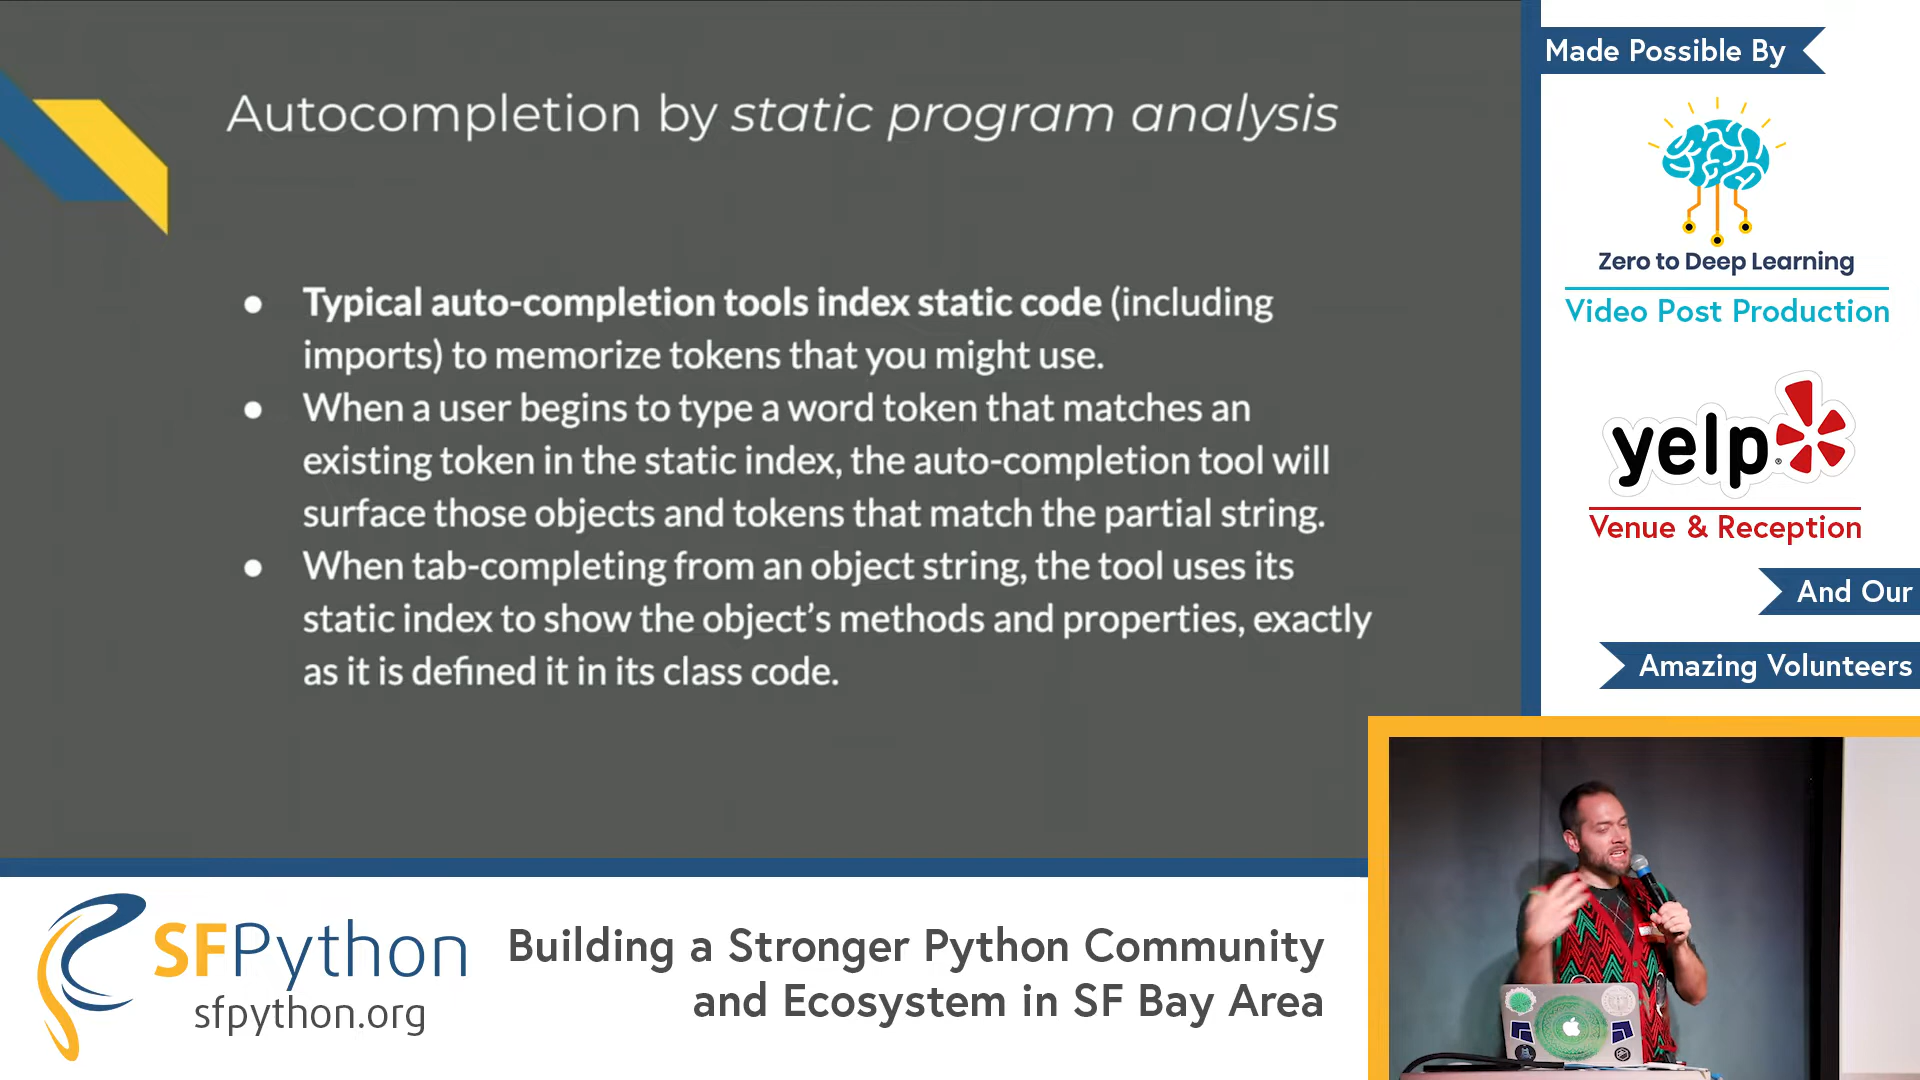 Autocompletion by static program analysis
● Typical auto-completion tools index static code (including
imports) to memorize tokens that you might use.
● When a user begins to type a word token that matches an
existing token in the static index, the auto-completion tool will
surface those objects and tokens that match the partial string.
● When tab-completing from an object string, the tool uses its
static index to show the object's methods and properties, exactly
as it is defined it in its class code.
Made Possible By
Zero to Deep Learning
Video Post Production
yelp
®
Venue & Reception
And Our
Amazing Volunteers
SFPython
sfpython.org
Building a Stronger Python Community
and Ecosystem in SF Bay Area